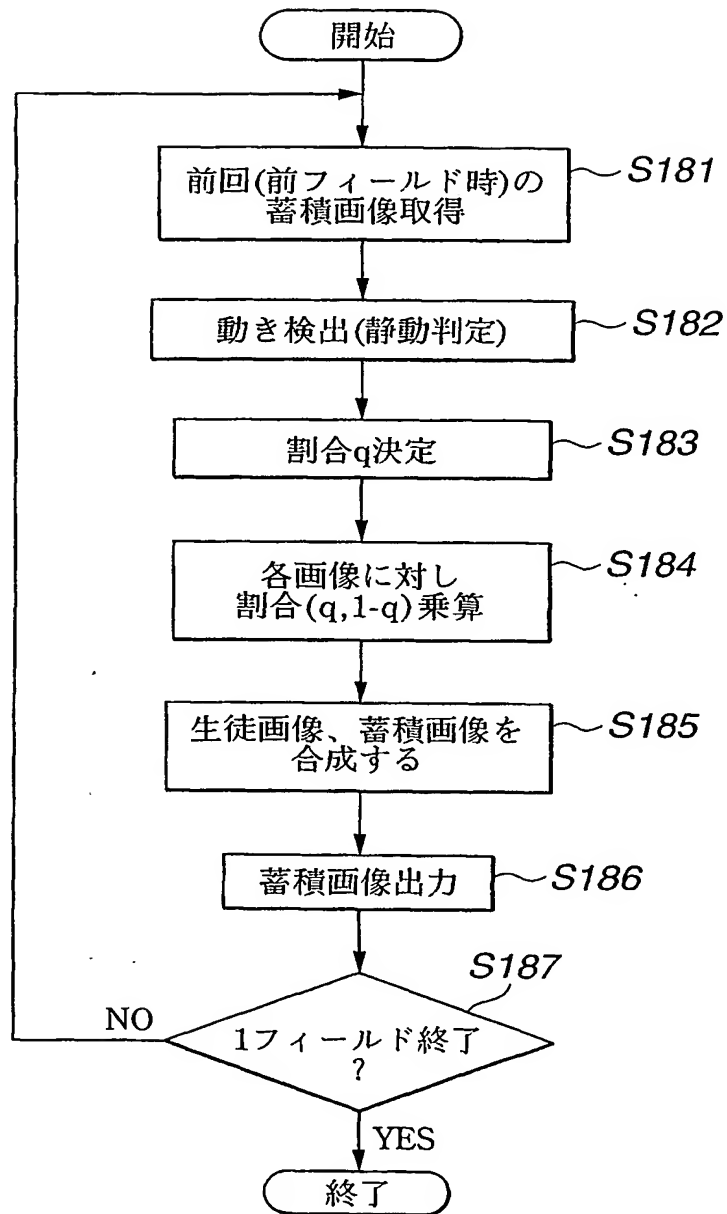 開始
前回(前フィールド時)の
蓄積画像取得
S181
動き検出(静動判定)
S182
割合q決定
S183
各画像に対し
割合(q,1-q)乗算
S184
生徒画像、蓄積画像を
合成する
S185
蓄積画像出力
S186
S187
NO
1フィールド終了
?
YES
終了